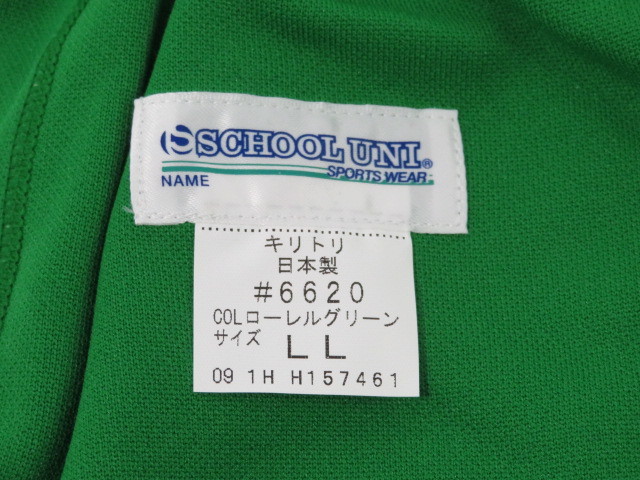 SCHOOL UNI®
SPORTS WEAR
NAME
キリトリ
日本製
#6620
COLローレルグリーン
サイズ LL
09 1H H157461